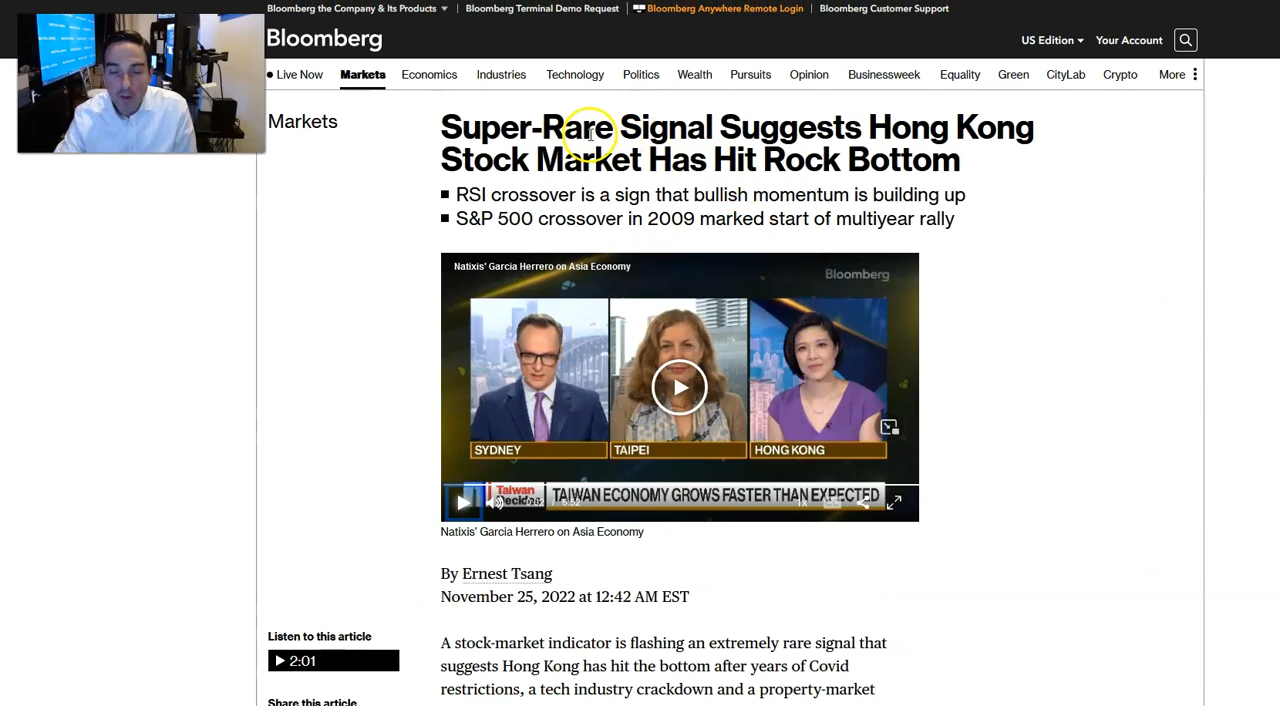 Bloomberg the Company & Its Products
Bloomberg Terminal Demo Request
Bloomberg Anywhere Remote Login
Bloomberg Customer Support
Bloomberg
US Edition
Your Account
Live Now
Markets
Economics
Industries
Technology
Politics
Wealth
Pursuits
Opinion
Businessweek
Equality
Green
CityLab
Crypto
More
Markets
Super-Rare Signal Suggests Hong Kong
Stock Market Has Hit Rock Bottom
RSI crossover is a sign that bullish momentum is building up
S&P 500 crossover in 2009 marked start of multiyear rally
Natixis' Garcia Herrero on Asia Economy
Bloomberg
SYDNEY
TAIPEI
HONG KONG
Taiwan
Decides
TAIWAN ECONOMY GROWS FASTER THAN EXPECTED
1x
Natixis' Garcia Herrero on Asia Economy
By Ernest Tsang
November 25, 2022 at 12:42 AM EST
Listen to this article
2:01
Share this article
A stock-market indicator is flashing an extremely rare signal that
suggests Hong Kong has hit the bottom after years of Covid
restrictions, a tech industry crackdown and a property-market